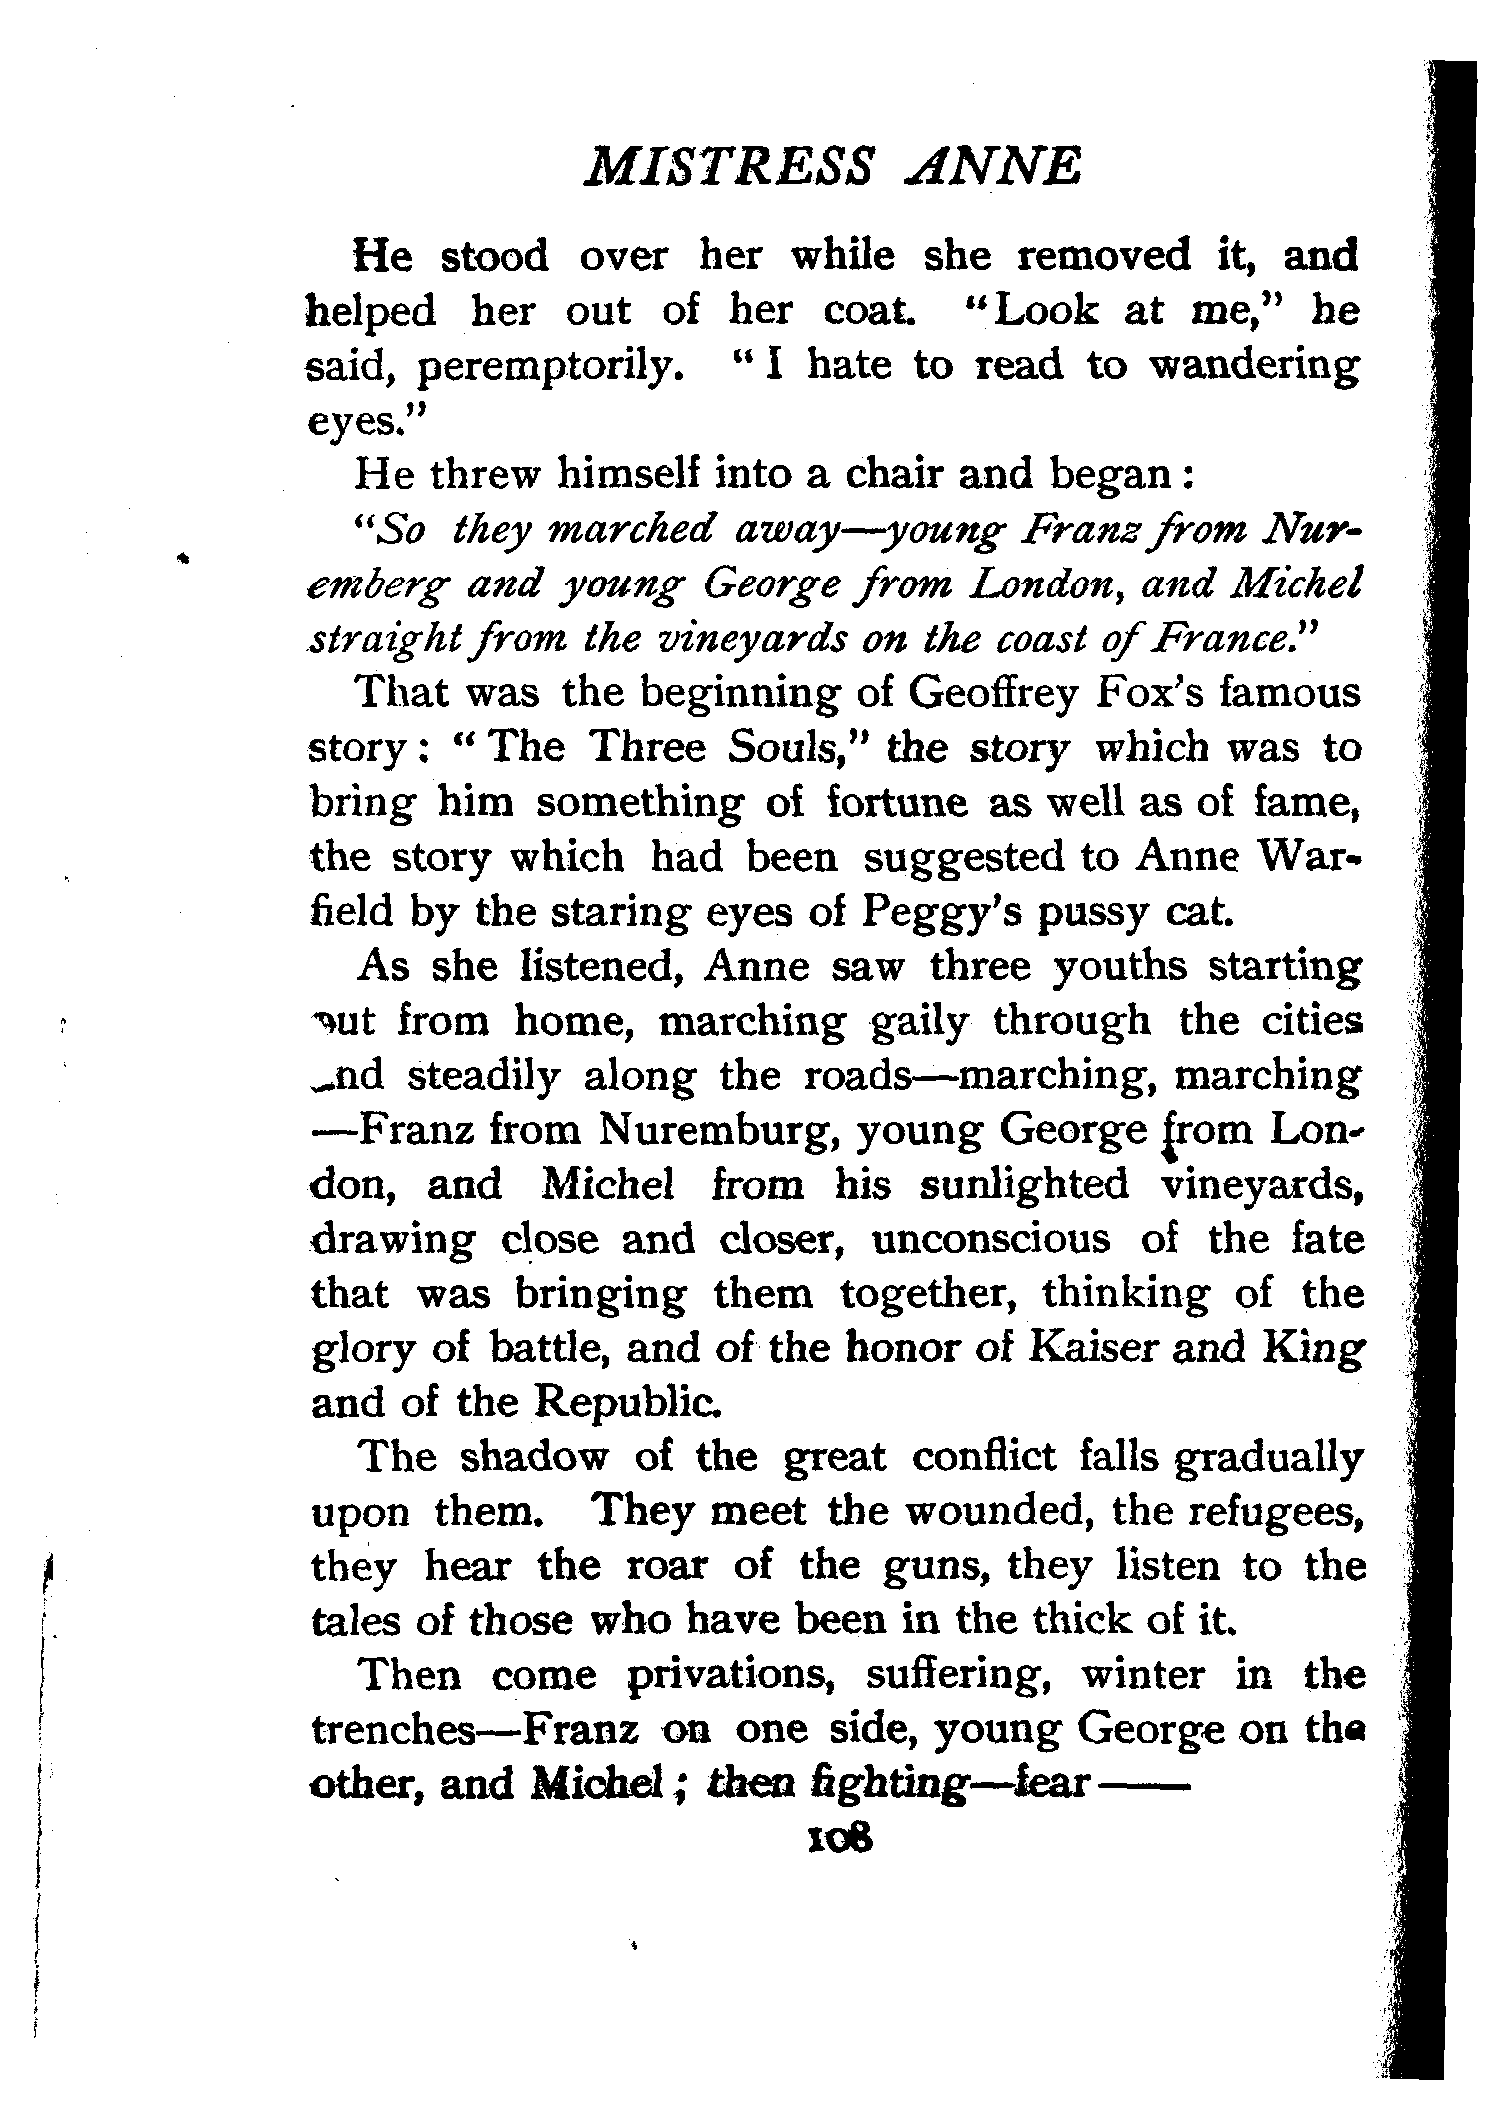 MISTRESS ANNE
He stood over her while she removed it, and
helped her out of her coat. "Look at me," he
said, peremptorily. "I hate to read to wandering
eyes."
He threw himself into a chair and began :
"So they marched away—young Franz from Nur-
emberg and young George from London, and Michel
straight from the vineyards on the coast of France."
That was the beginning of Geoffrey Fox's famous
story : "The Three Souls," the story which was to
bring him something of fortune as well as of fame,
the story which had been suggested to Anne War-
field by the staring eyes of Peggy's pussy cat.
As she listened, Anne saw three youths starting
out from home, marching gaily through the cities
and steadily along the roads—marching, marching
—Franz from Nuremburg, young George from Lon-
don, and Michel from his sunlighted vineyards,
drawing close and closer, unconscious of the fate
that was bringing them together, thinking of the
glory of battle, and of the honor of Kaiser and King
and of the Republic.
The shadow of the great conflict falls gradually
upon them. They meet the wounded, the refugees,
they hear the roar of the guns, they listen to the
tales of those who have been in the thick of it.
Then come privations, suffering, winter in the
trenches—Franz on one side, young George on the
other, and Michel ; then fighting—fear——
108